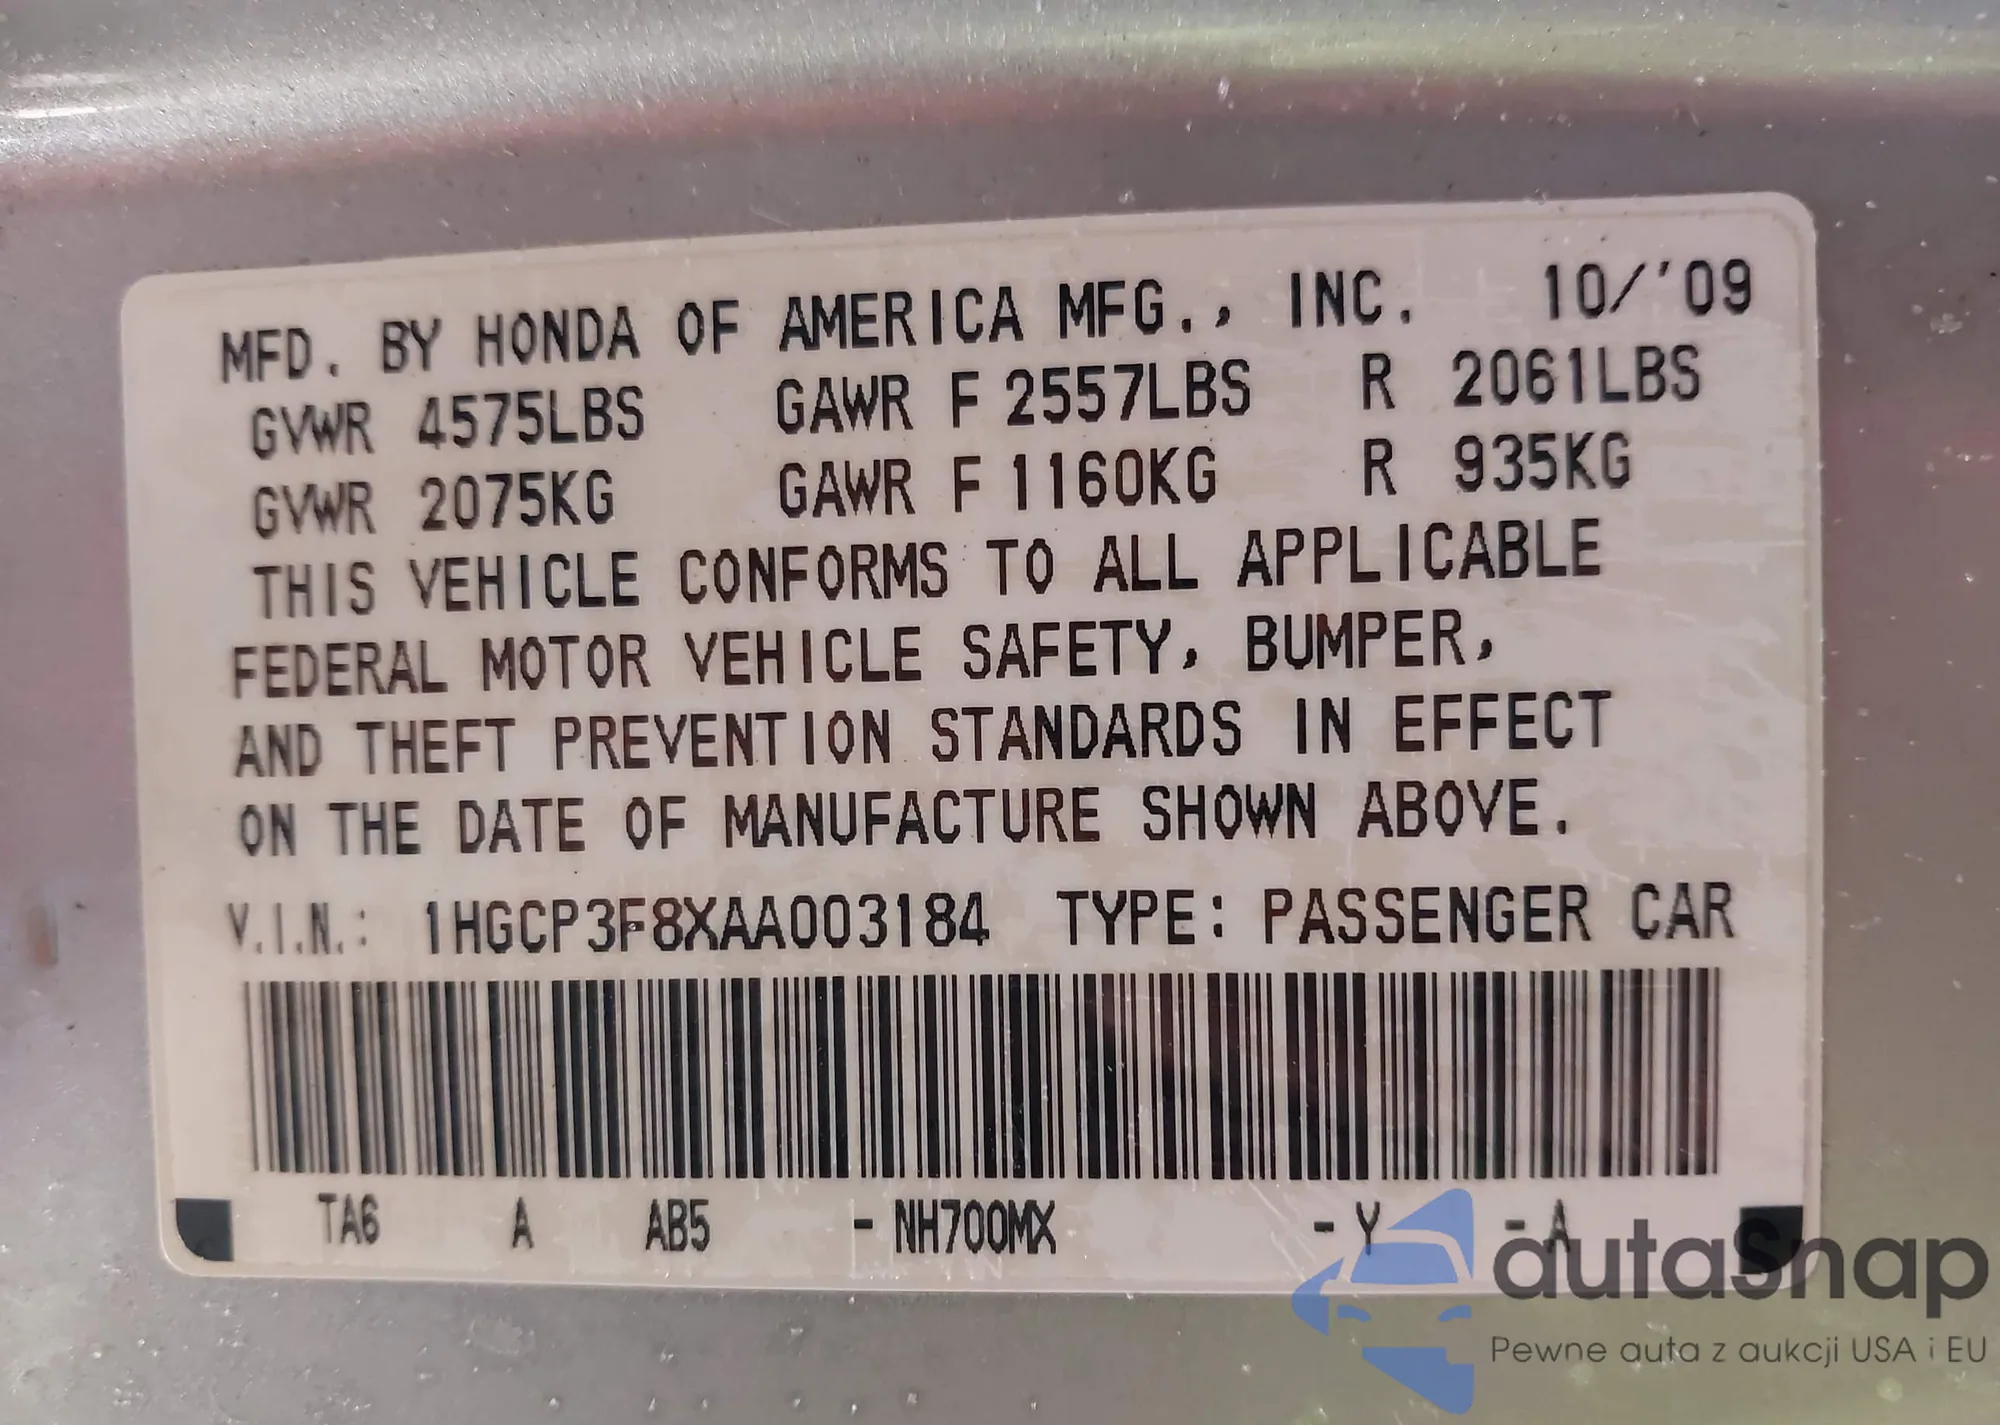 MFD. BY HONDA OF AMERICA MFG., INC. 10/'09
GVWR 4575LBS GAWR F 2557LBS R 2061LBS
GVWR 2075KG GAWR F 1160KG R 935KG
THIS VEHICLE CONFORMS TO ALL APPLICABLE
FEDERAL MOTOR VEHICLE SAFETY, BUMPER,
AND THEFT PREVENTION STANDARDS IN EFFECT
ON THE DATE OF MANUFACTURE SHOWN ABOVE.
V.I.N.: 1HGCP3F8XAA003184 TYPE: PASSENGER CAR
TA6 A AB5 - NH700MX - Y - A
autasnap
Pewne auta z aukcji USA i EU